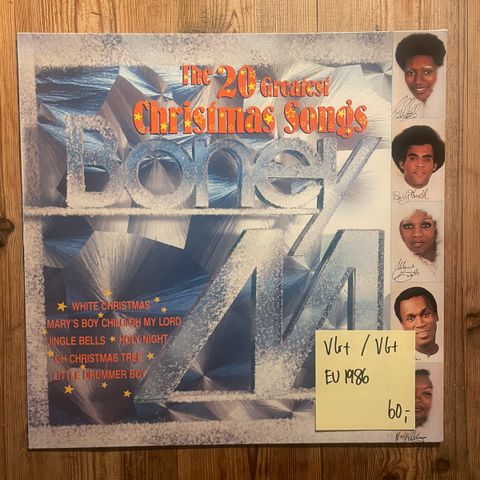 The 20 Greatest
Christmas Songs
Boney M.
WHITE CHRISTMAS
MARY'S BOY CHILD/OH MY LORD
JINGLE BELLS ★ HOLY NIGHT
OH CHRISTMAS TREE
LITTLE DRUMMER BOY
VG+ / VG+
EU 1986
60,-